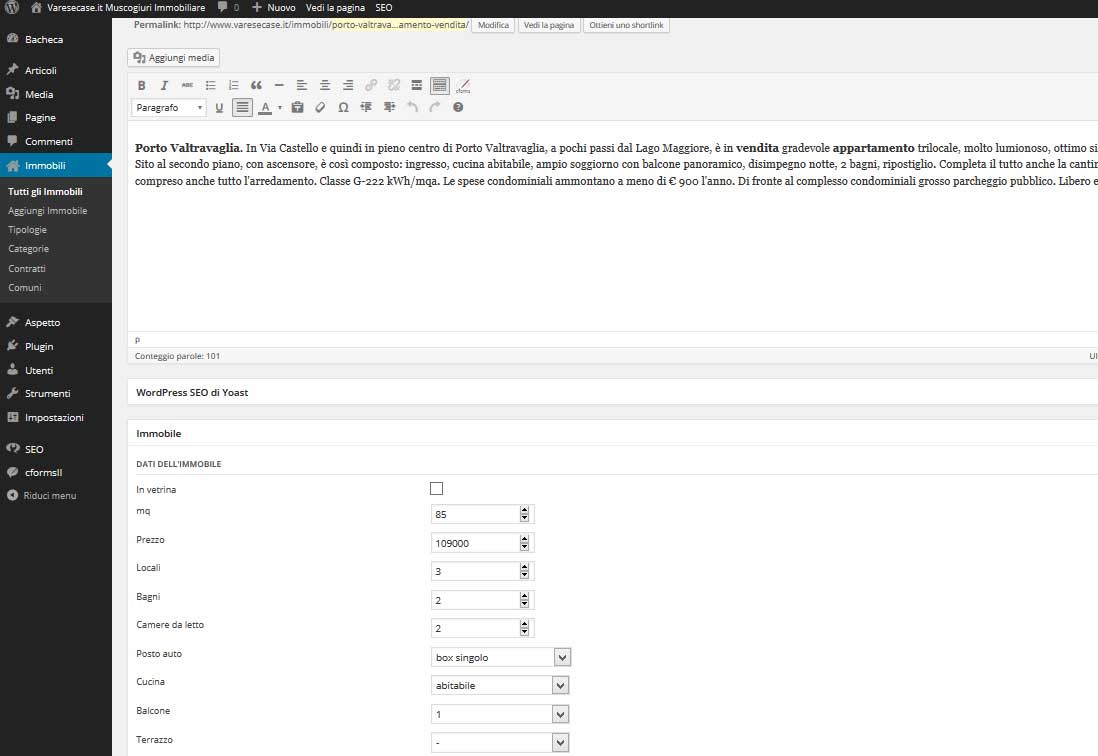 Varesecase.it Muscogiuri Immobiliare 0 Nuovo Vedi la pagina SEO
Permalink: http://www.varesecase.it/immobili/porto-valtrava...amento-vendita/ Modifica Vedi la pagina Ottieni uno shortlink
Bacheca
Articoli
Media
Pagine
Commenti
Immobili
Tutti gli Immobili
Aggiungi Immobile
Tipologie
Categorie
Contratti
Comuni
Aspetto
Plugin
Utenti
Strumenti
Impostazioni
SEO
cformsII
Riduci menu
Aggiungi media
B I ABC
Paragrafo U A Ω
Porto Valtravaglia. In Via Castello e quindi in pieno centro di Porto Valtravaglia, a pochi passi dal Lago Maggiore, è in vendita gradevole appartamento trilocale, molto lumionoso, ottimo si
Sito al secondo piano, con ascensore, è così composto: ingresso, cucina abitabile, ampio soggiorno con balcone panoramico, disimpegno notte, 2 bagni, ripostiglio. Completa il tutto anche la cantin
compreso anche tutto l'arredamento. Classe G-222 kWh/mqa. Le spese condominiali ammontano a meno di € 900 l'anno. Di fronte al complesso condominiali grosso parcheggio pubblico. Libero e
p
Conteggio parole: 101 Ul
WordPress SEO di Yoast
Immobile
DATI DELL'IMMOBILE
In vetrina
mq 85
Prezzo 109000
Locali 3
Bagni 2
Camere da letto 2
Posto auto box singolo
Cucina abitabile
Balcone 1
Terrazzo -